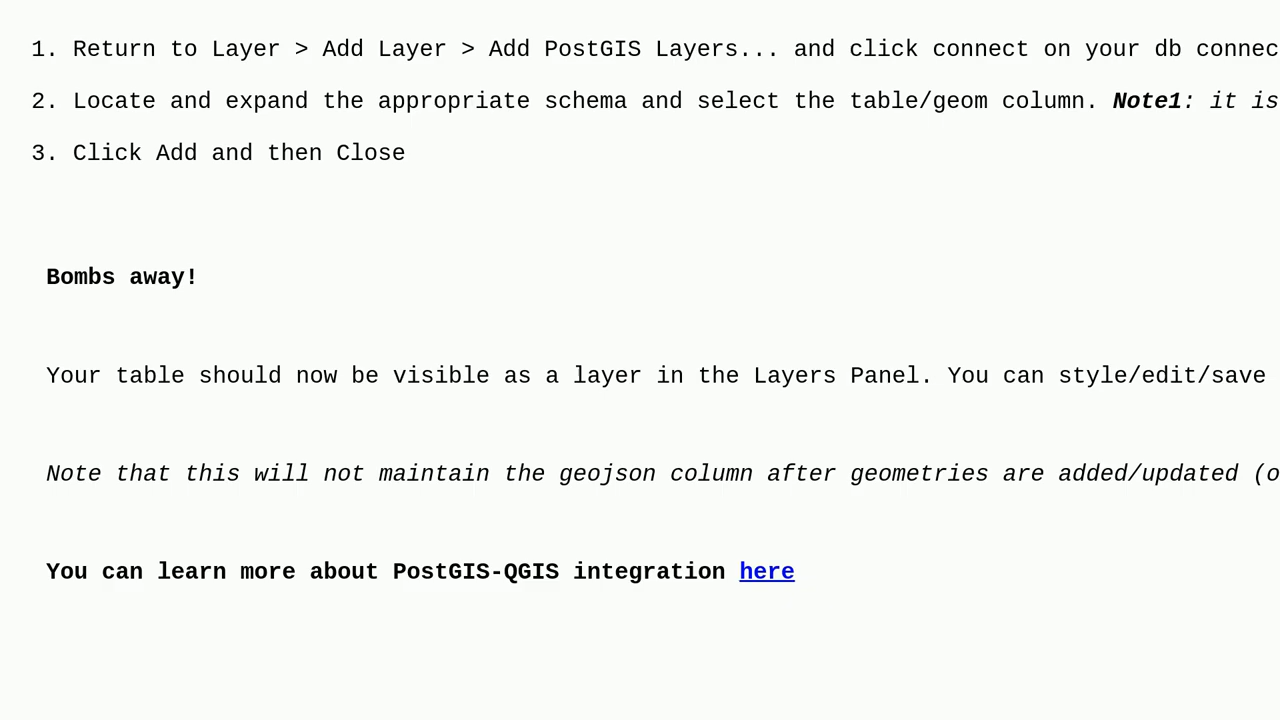 1. Return to Layer > Add Layer > Add PostGIS Layers... and click connect on your db
2. Locate and expand the appropriate schema and select the table/geom column. Note1: it is
3. Click Add and then Close
Bombs away!
Your table should now be visible as a layer in the Layers Panel. You can style/edit/save
Note that this will not maintain the geojson column after geometries are added/updated
You can learn more about PostGIS-QGIS integration here